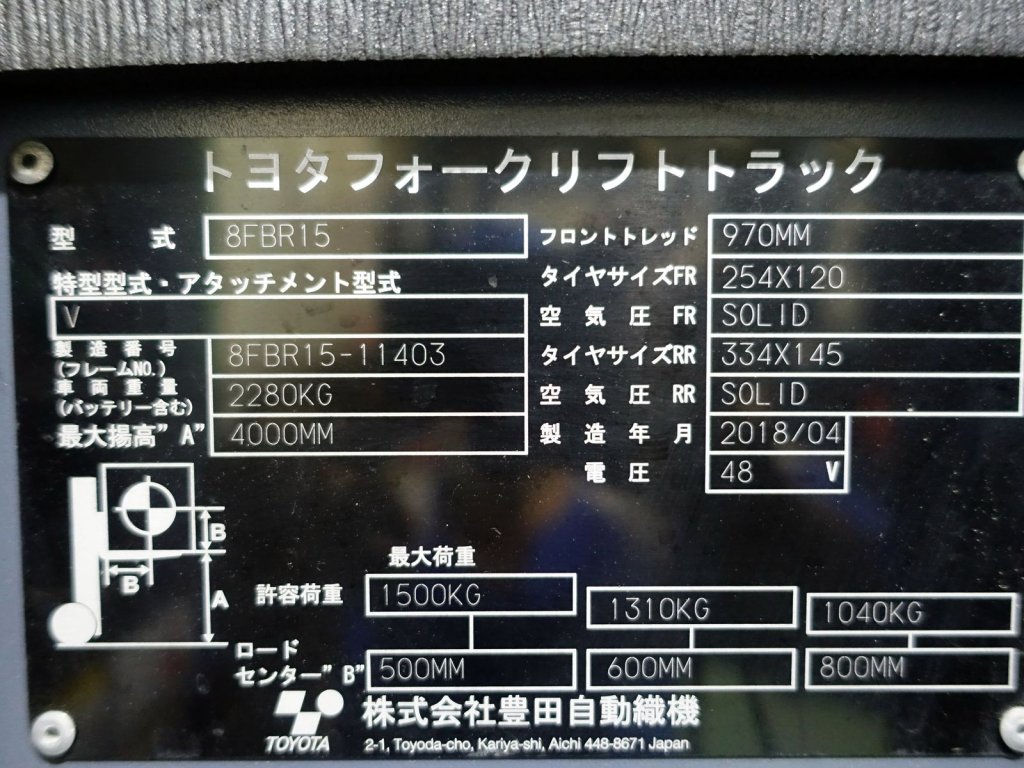 トヨタフォークリフトトラック
型式 8FBR15 フロントトレッド 970MM
特型型式・アタッチメント型式 タイヤサイズFR 254X120
V 空気圧 FR SOLID
製造番号
(フレームNO.) 8FBR15-11403 タイヤサイズRR 334X145
車両重量
(バッテリー含む) 2280KG 空気圧 RR SOLID
最大揚高"A" 4000MM 製造年月 2018/04
電圧 48 V
B
B
A
最大荷重
許容荷重 1500KG 1310KG 1040KG
ロード
センター"B" 500MM 600MM 800MM
TOYOTA 株式会社豊田自動織機
2-1, Toyoda-cho, Kariya-shi, Aichi 448-8671 Japan